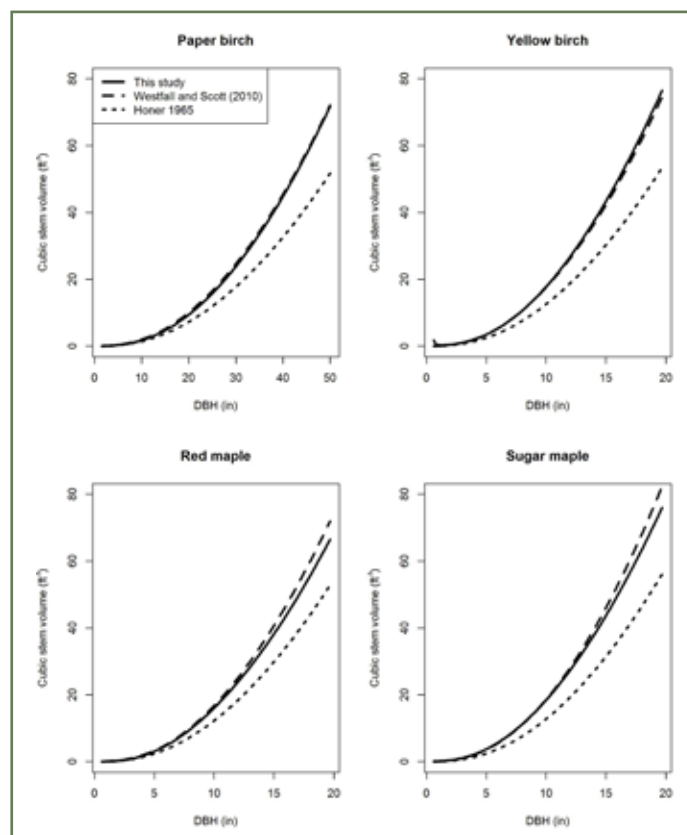 Paper birch
This study
Westfall and Scott (2010)
Honer 1965
80
60
40
20
0
Cubic stem volume (ft³)
0 10 20 30 40 50
DBH (in)
Yellow birch
80
60
40
20
0
Cubic stem volume (ft³)
0 5 10 15 20
DBH (in)
Red maple
80
60
40
20
0
Cubic stem volume (ft³)
0 5 10 15 20
DBH (in)
Sugar maple
80
60
40
20
0
Cubic stem volume (ft³)
0 5 10 15 20
DBH (in)